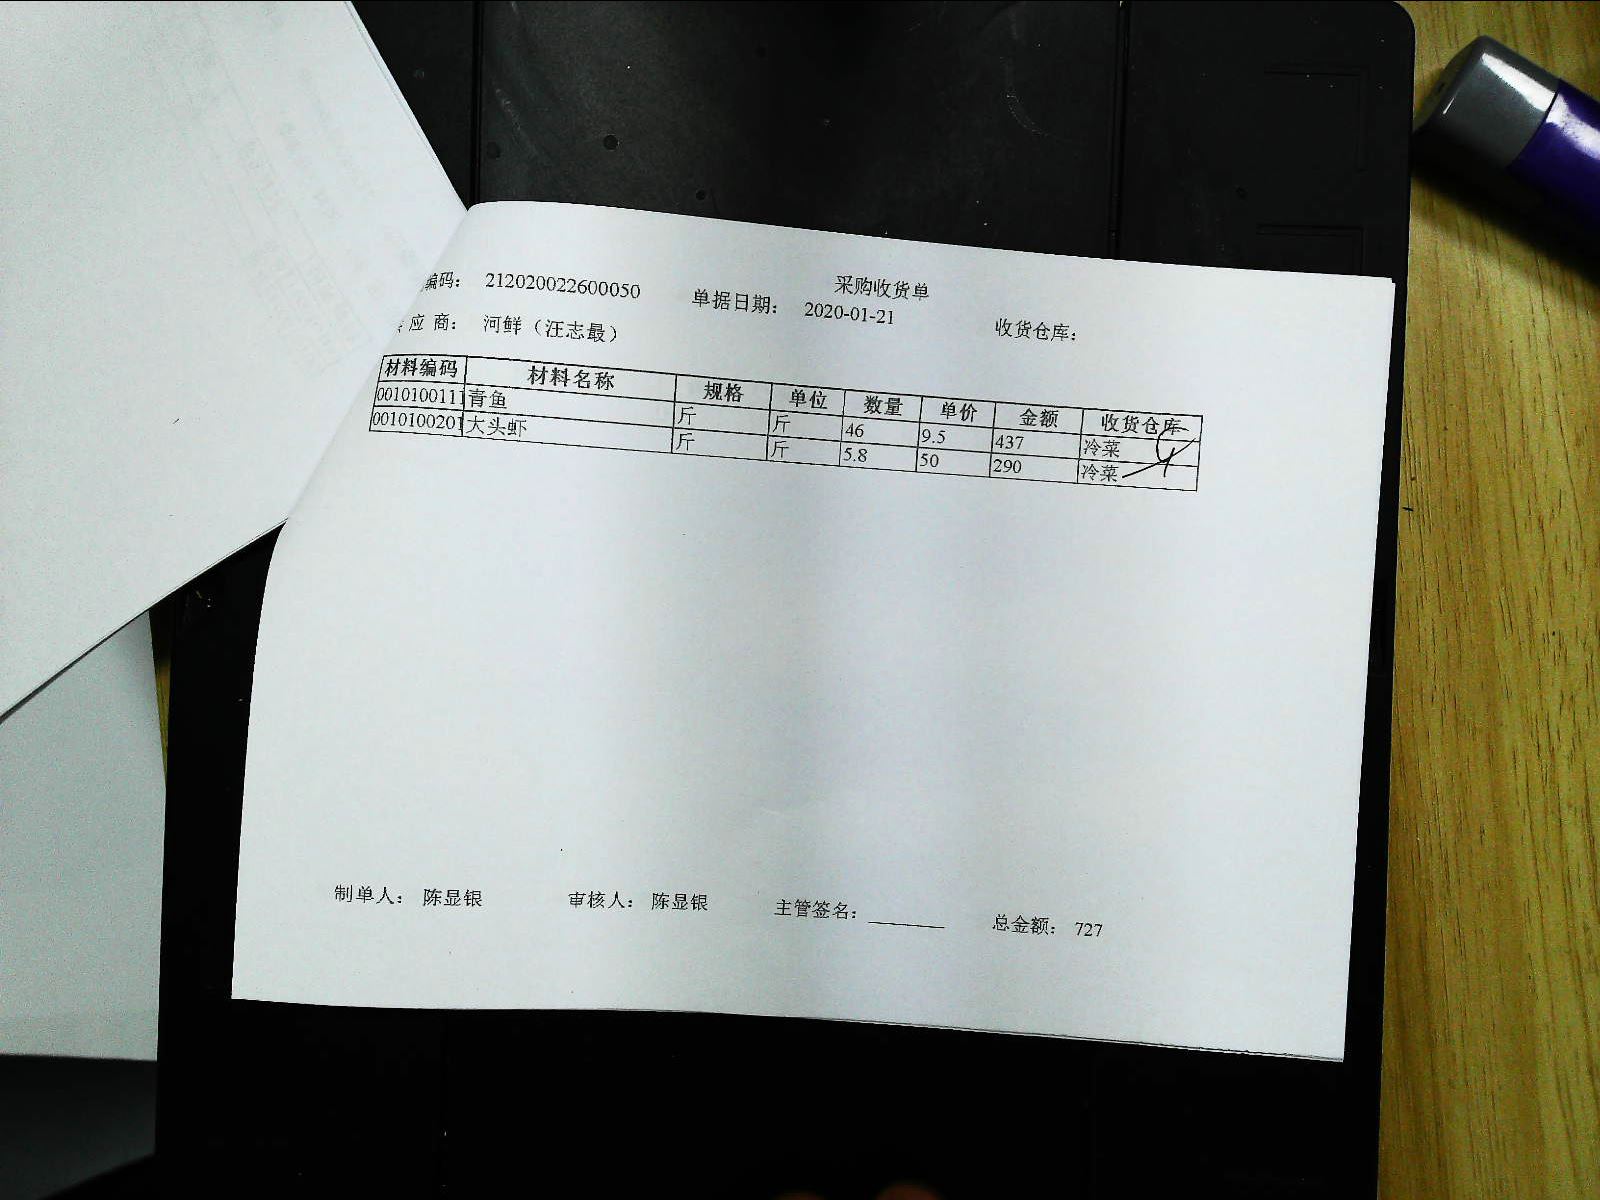 采购收货单
编码： 212020022600050 单据日期： 2020-01-21 收货仓库：
应 商： 河鲜（汪志最）
材料编码 材料名称 规格 单位 数量 单价 金额 收货仓库
0010100111 青鱼 斤 斤 46 9.5 437 冷菜
0010100201 大头虾 斤 斤 5.8 50 290 冷菜
制单人： 陈显银 审核人： 陈显银 主管签名： 总金额： 727